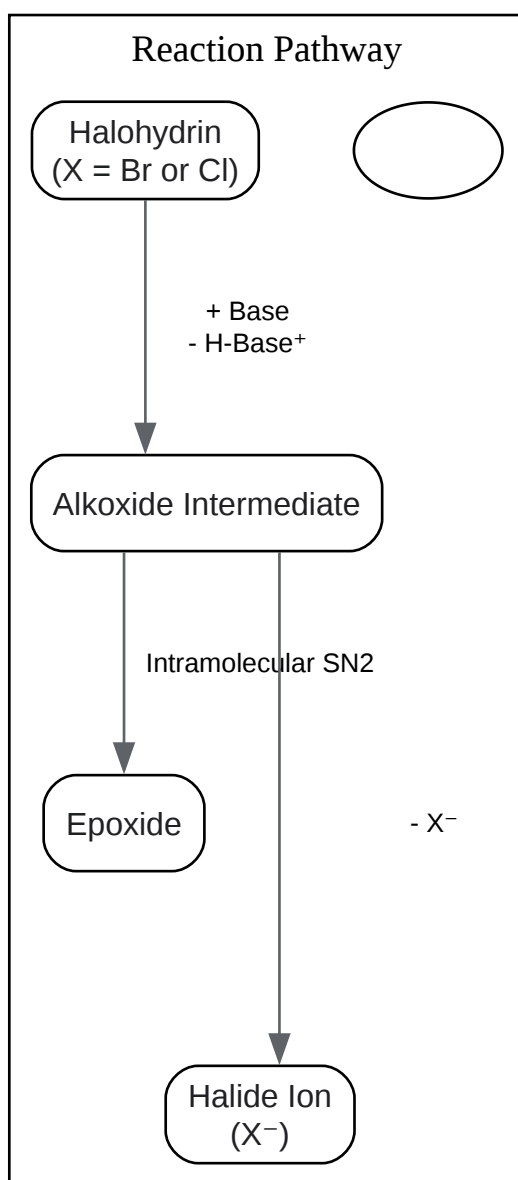 Reaction Pathway
Halohydrin
(X = Br or Cl)
+ Base
- H-Base⁺
Alkoxide Intermediate
Intramolecular SN2
Epoxide
- X⁻
Halide Ion
(X⁻)